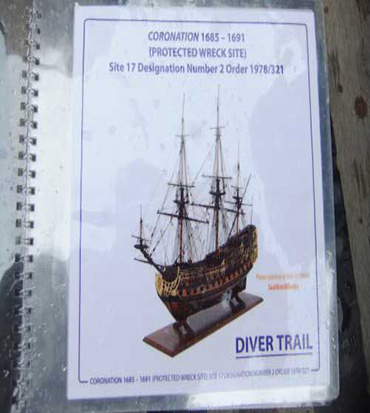 CORONATION 1685 – 1691
(PROTECTED WRECK SITE)
Site 17 Designation Number 2 Order 1978/321
DIVER TRAIL
CORONATION 1685 – 1691 (PROTECTED WRECK SITE) SITE 17 DESIGNATION NUMBER 2 ORDER 1978/321